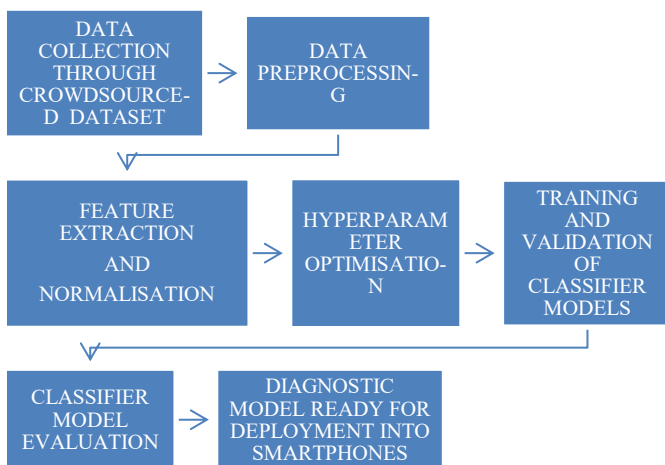 DATA
COLLECTION
THROUGH
CROWDSOURCE-
D DATASET
DATA
PREPROCESSIN-
G
FEATURE
EXTRACTION
AND
NORMALISATION
HYPERPARAM
ETER
OPTIMISATIO-
N
TRAINING
AND
VALIDATION
OF
CLASSIFIER
MODELS
CLASSIFIER
MODEL
EVALUATION
DIAGNOSTIC
MODEL READY FOR
DEPLOYMENT INTO
SMARTPHONES